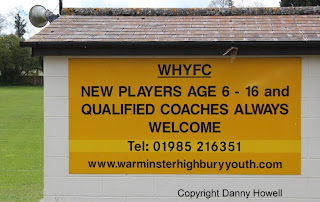 WHYFC
NEW PLAYERS AGE 6 - 16 and
QUALIFIED COACHES ALWAYS
WELCOME
Tel: 01985 216351
www.warminsterhighburyyouth.com
Copyright Danny Howell